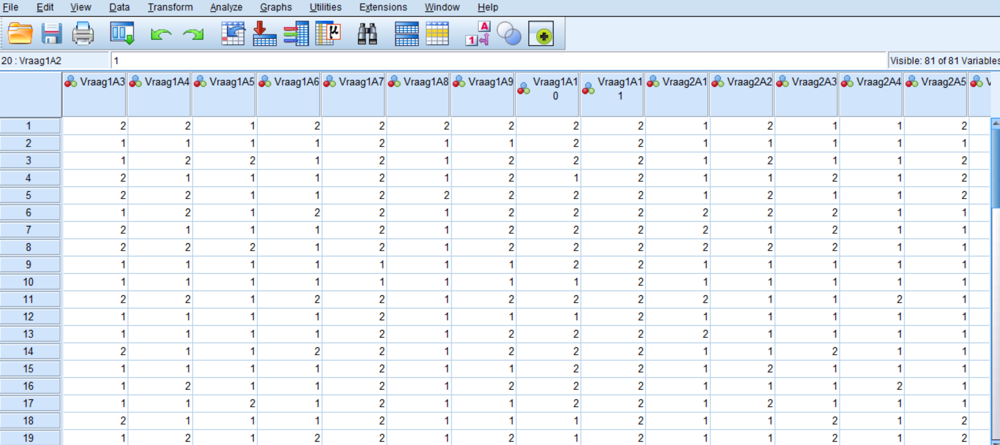 File Edit View Data Transform Analyze Graphs Utilities Extensions Window Help
μ A 1
20 : Vraag1A2 1 Visible: 81 of 81 Variables
Vraag1A3 Vraag1A4 Vraag1A5 Vraag1A6 Vraag1A7 Vraag1A8 Vraag1A9 Vraag1A1 Vraag1A1 Vraag2A1 Vraag2A2 Vraag2A3 Vraag2A4 Vraag2A5 V
0 1
1 2 2 1 2 2 2 2 2 2 1 2 1 1 2
2 1 1 1 1 2 1 1 2 2 1 1 1 1 1
3 1 2 2 1 2 1 2 2 2 1 2 1 1 2
4 2 1 1 1 2 1 2 1 2 1 1 2 1 2
5 2 2 1 1 2 2 2 2 2 1 2 1 1 2
6 1 2 1 2 2 1 2 2 2 2 2 2 1 1
7 2 1 1 1 2 1 2 2 2 2 1 2 1 1
8 2 2 2 1 2 1 2 2 2 2 2 2 1 1
9 1 1 1 1 1 1 1 2 2 1 1 1 1 1
10 1 1 1 1 1 1 1 1 2 1 1 1 1 1
11 2 2 1 2 2 1 2 2 2 2 1 1 2 1
12 1 1 1 1 2 1 1 1 2 1 1 1 1 1
13 1 1 1 1 2 1 2 2 2 2 1 1 1 1
14 2 1 1 2 2 1 2 2 2 1 1 2 1 1
15 1 1 1 1 2 1 1 2 2 1 2 1 1 1
16 1 2 1 1 2 1 2 2 2 1 1 1 2 1
17 1 1 2 1 2 1 1 2 2 1 2 1 1 1
18 2 1 1 1 2 1 1 1 2 1 1 2 1 2
19 1 2 1 2 2 1 2 1 2 1 1 2 1 2